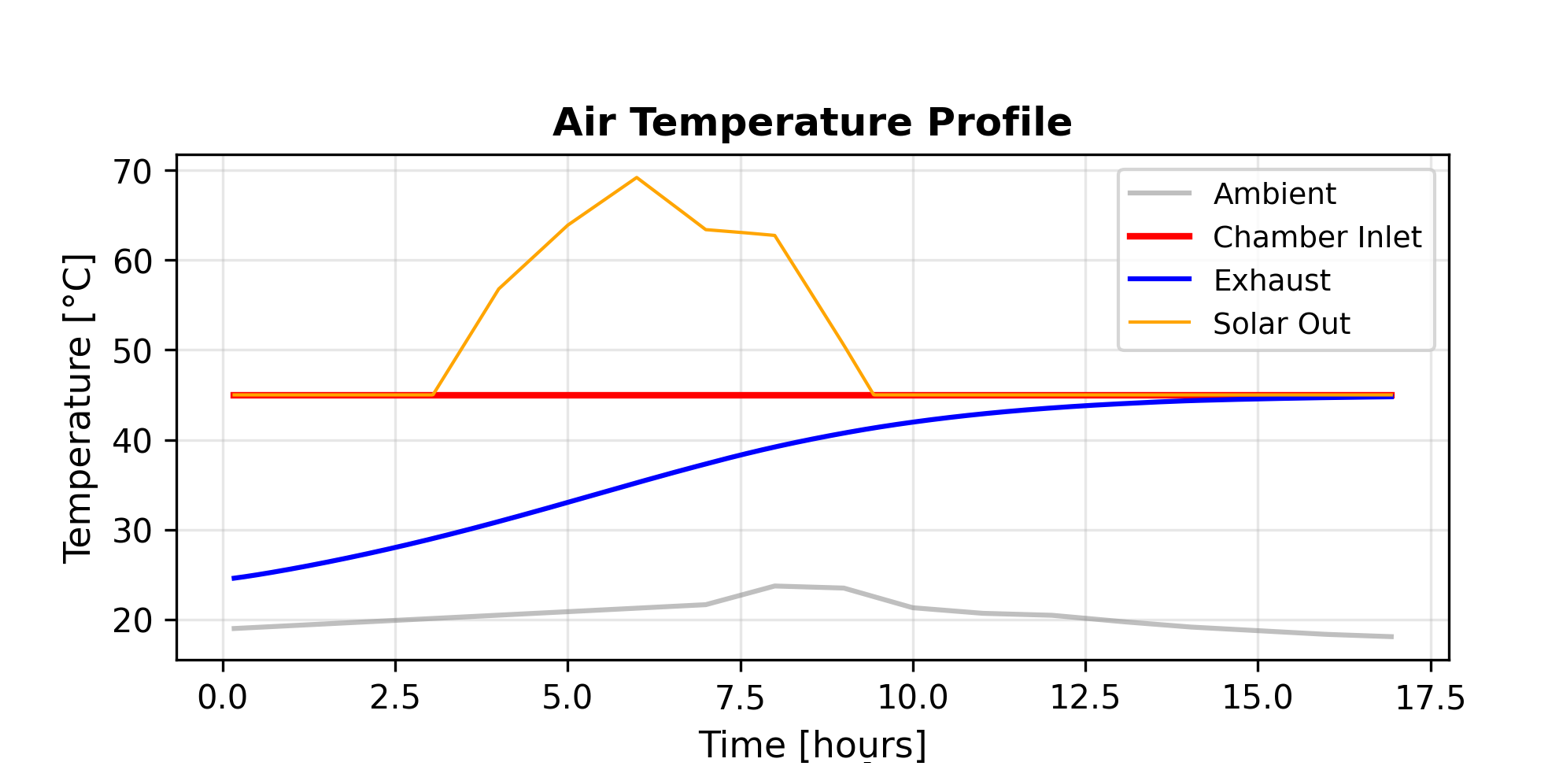 Air Temperature Profile
70
60
50
40
30
20
Temperature [°C]
Ambient
Chamber Inlet
Exhaust
Solar Out
0.0 2.5 5.0 7.5 10.0 12.5 15.0 17.5
Time [hours]